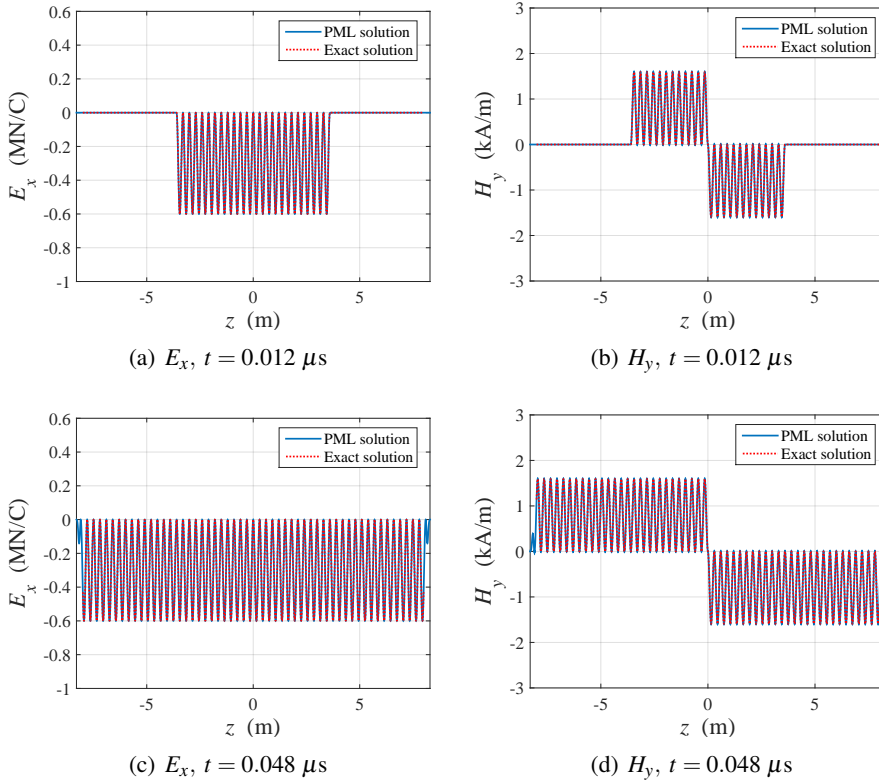 0.6
0.4
0.2
0
-0.2
-0.4
-0.6
-0.8
-1
E_x (MN/C)
PML solution
Exact solution
-5 0 5
z (m)
(a) E_x, t = 0.012 μs
3
2
1
0
-1
-2
-3
H_y (kA/m)
PML solution
Exact solution
-5 0 5
z (m)
(b) H_y, t = 0.012 μs
0.6
0.4
0.2
0
-0.2
-0.4
-0.6
-0.8
-1
E_x (MN/C)
PML solution
Exact solution
-5 0 5
z (m)
(c) E_x, t = 0.048 μs
3
2
1
0
-1
-2
-3
H_y (kA/m)
PML solution
Exact solution
-5 0 5
z (m)
(d) H_y, t = 0.048 μs